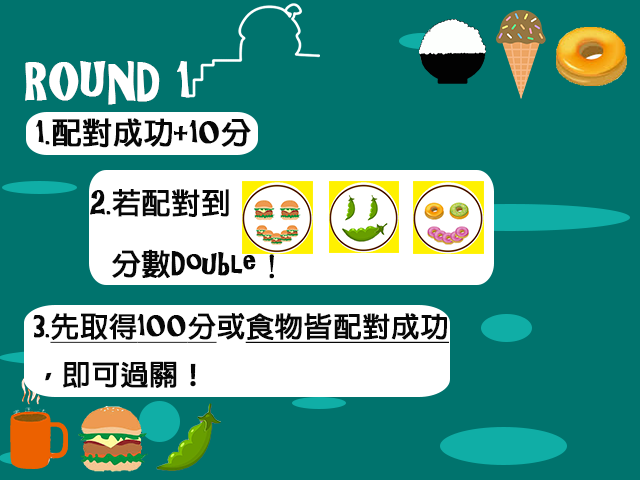 ROUND 1
1.配對成功+10分
2.若配對到
分數DoUbLe！
3.先取得100分或食物皆配對成功
，即可過關！